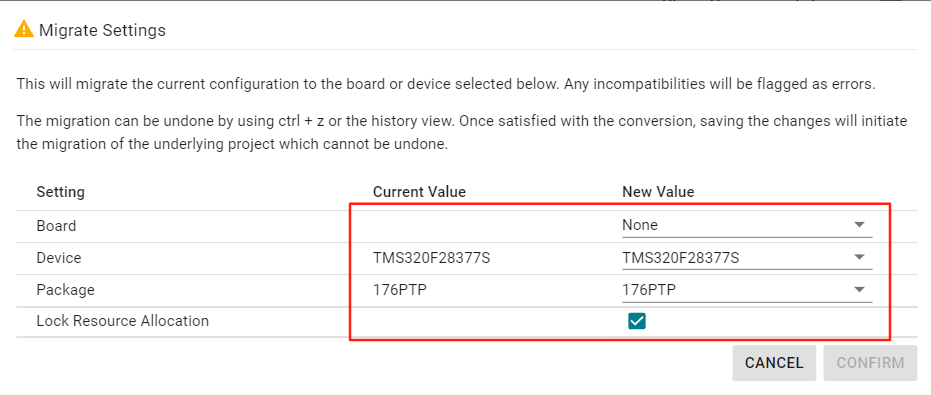 Migrate Settings
This will migrate the current configuration to the board or device selected below. Any incompatibilities will be flagged as errors.
The migration can be undone by using ctrl + z or the history view. Once satisfied with the conversion, saving the changes will initiate
the migration of the underlying project which cannot be undone.
Setting Current Value New Value
Board None
Device TMS320F28377S TMS320F28377S
Package 176PTP 176PTP
Lock Resource Allocation
CANCEL CONFIRM